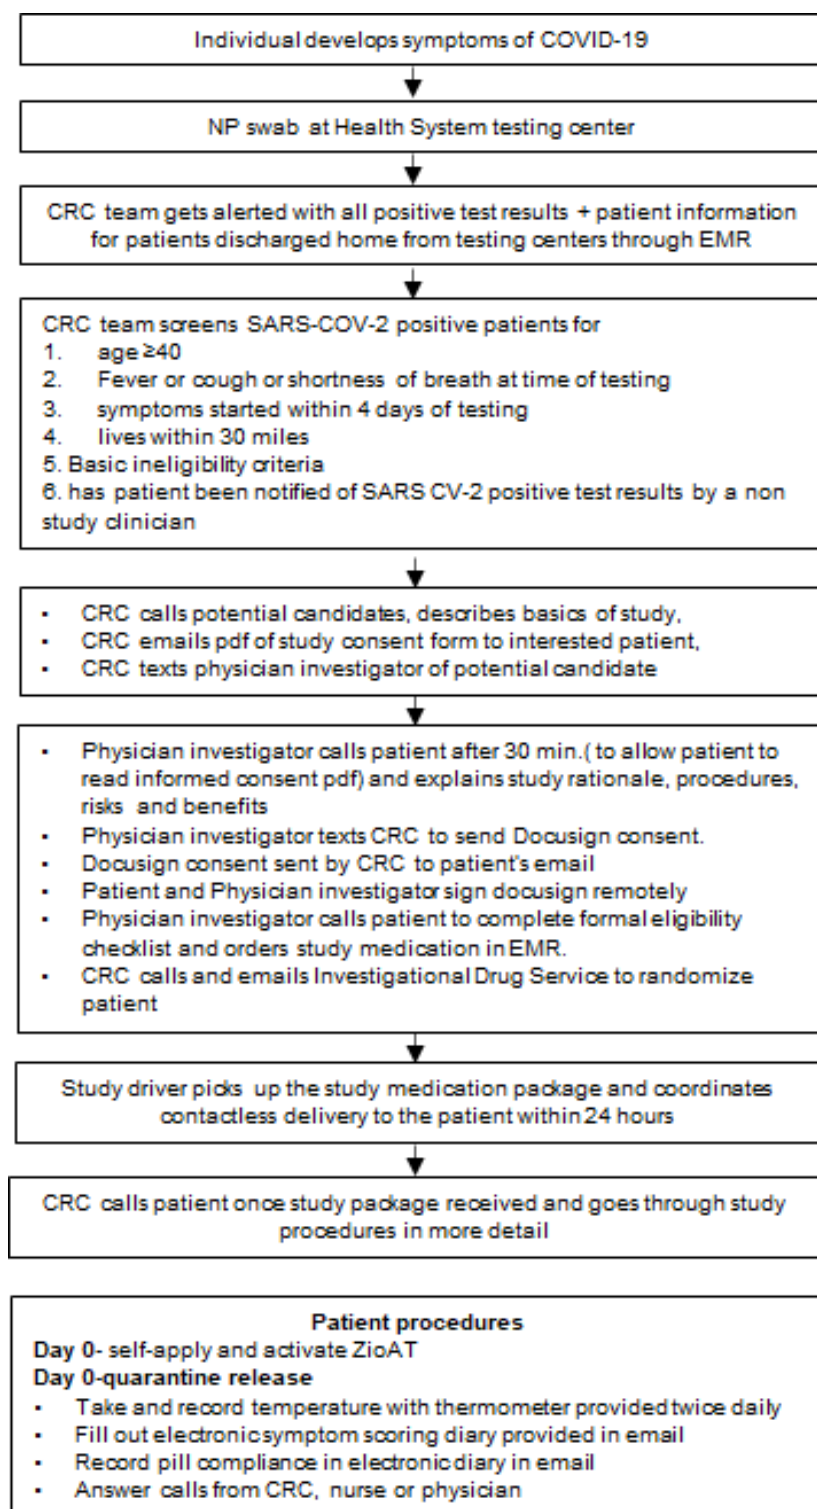 Individual develops symptoms of COVID-19
NP swab at Health System testing center
CRC team gets alerted with all positive test results + patient information
for patients discharged home from testing centers through EMR
CRC team screens SARS-COV-2 positive patients for
1. age ≥40
2. Fever or cough or shortness of breath at time of testing
3. symptoms started within 4 days of testing
4. lives within 30 miles
5. Basic ineligibility criteria
6. has patient been notified of SARS CV-2 positive test results by a non
study clinician
▪ CRC calls potential candidates, describes basics of study,
▪ CRC emails pdf of study consent form to interested patient,
▪ CRC texts physician investigator of potential candidate
▪ Physician investigator calls patient after 30 min.( to allow patient to
read informed consent pdf) and explains study rationale, procedures,
risks and benefits
▪ Physician investigator texts CRC to send Docusign consent.
▪ Docusign consent sent by CRC to patient's email
▪ Patient and Physician investigator sign docusign remotely
▪ Physician investigator calls patient to complete formal eligibility
checklist and orders study medication in EMR.
▪ CRC calls and emails Investigational Drug Service to randomize
patient
Study driver picks up the study medication package and coordinates
contactless delivery to the patient within 24 hours
CRC calls patient once study package received and goes through study
procedures in more detail
Patient procedures
Day 0- self-apply and activate ZioAT
Day 0-quarantine release
▪ Take and record temperature with thermometer provided twice daily
▪ Fill out electronic symptom scoring diary provided in email
▪ Record pill compliance in electronic diary in email
▪ Answer calls from CRC, nurse or physician